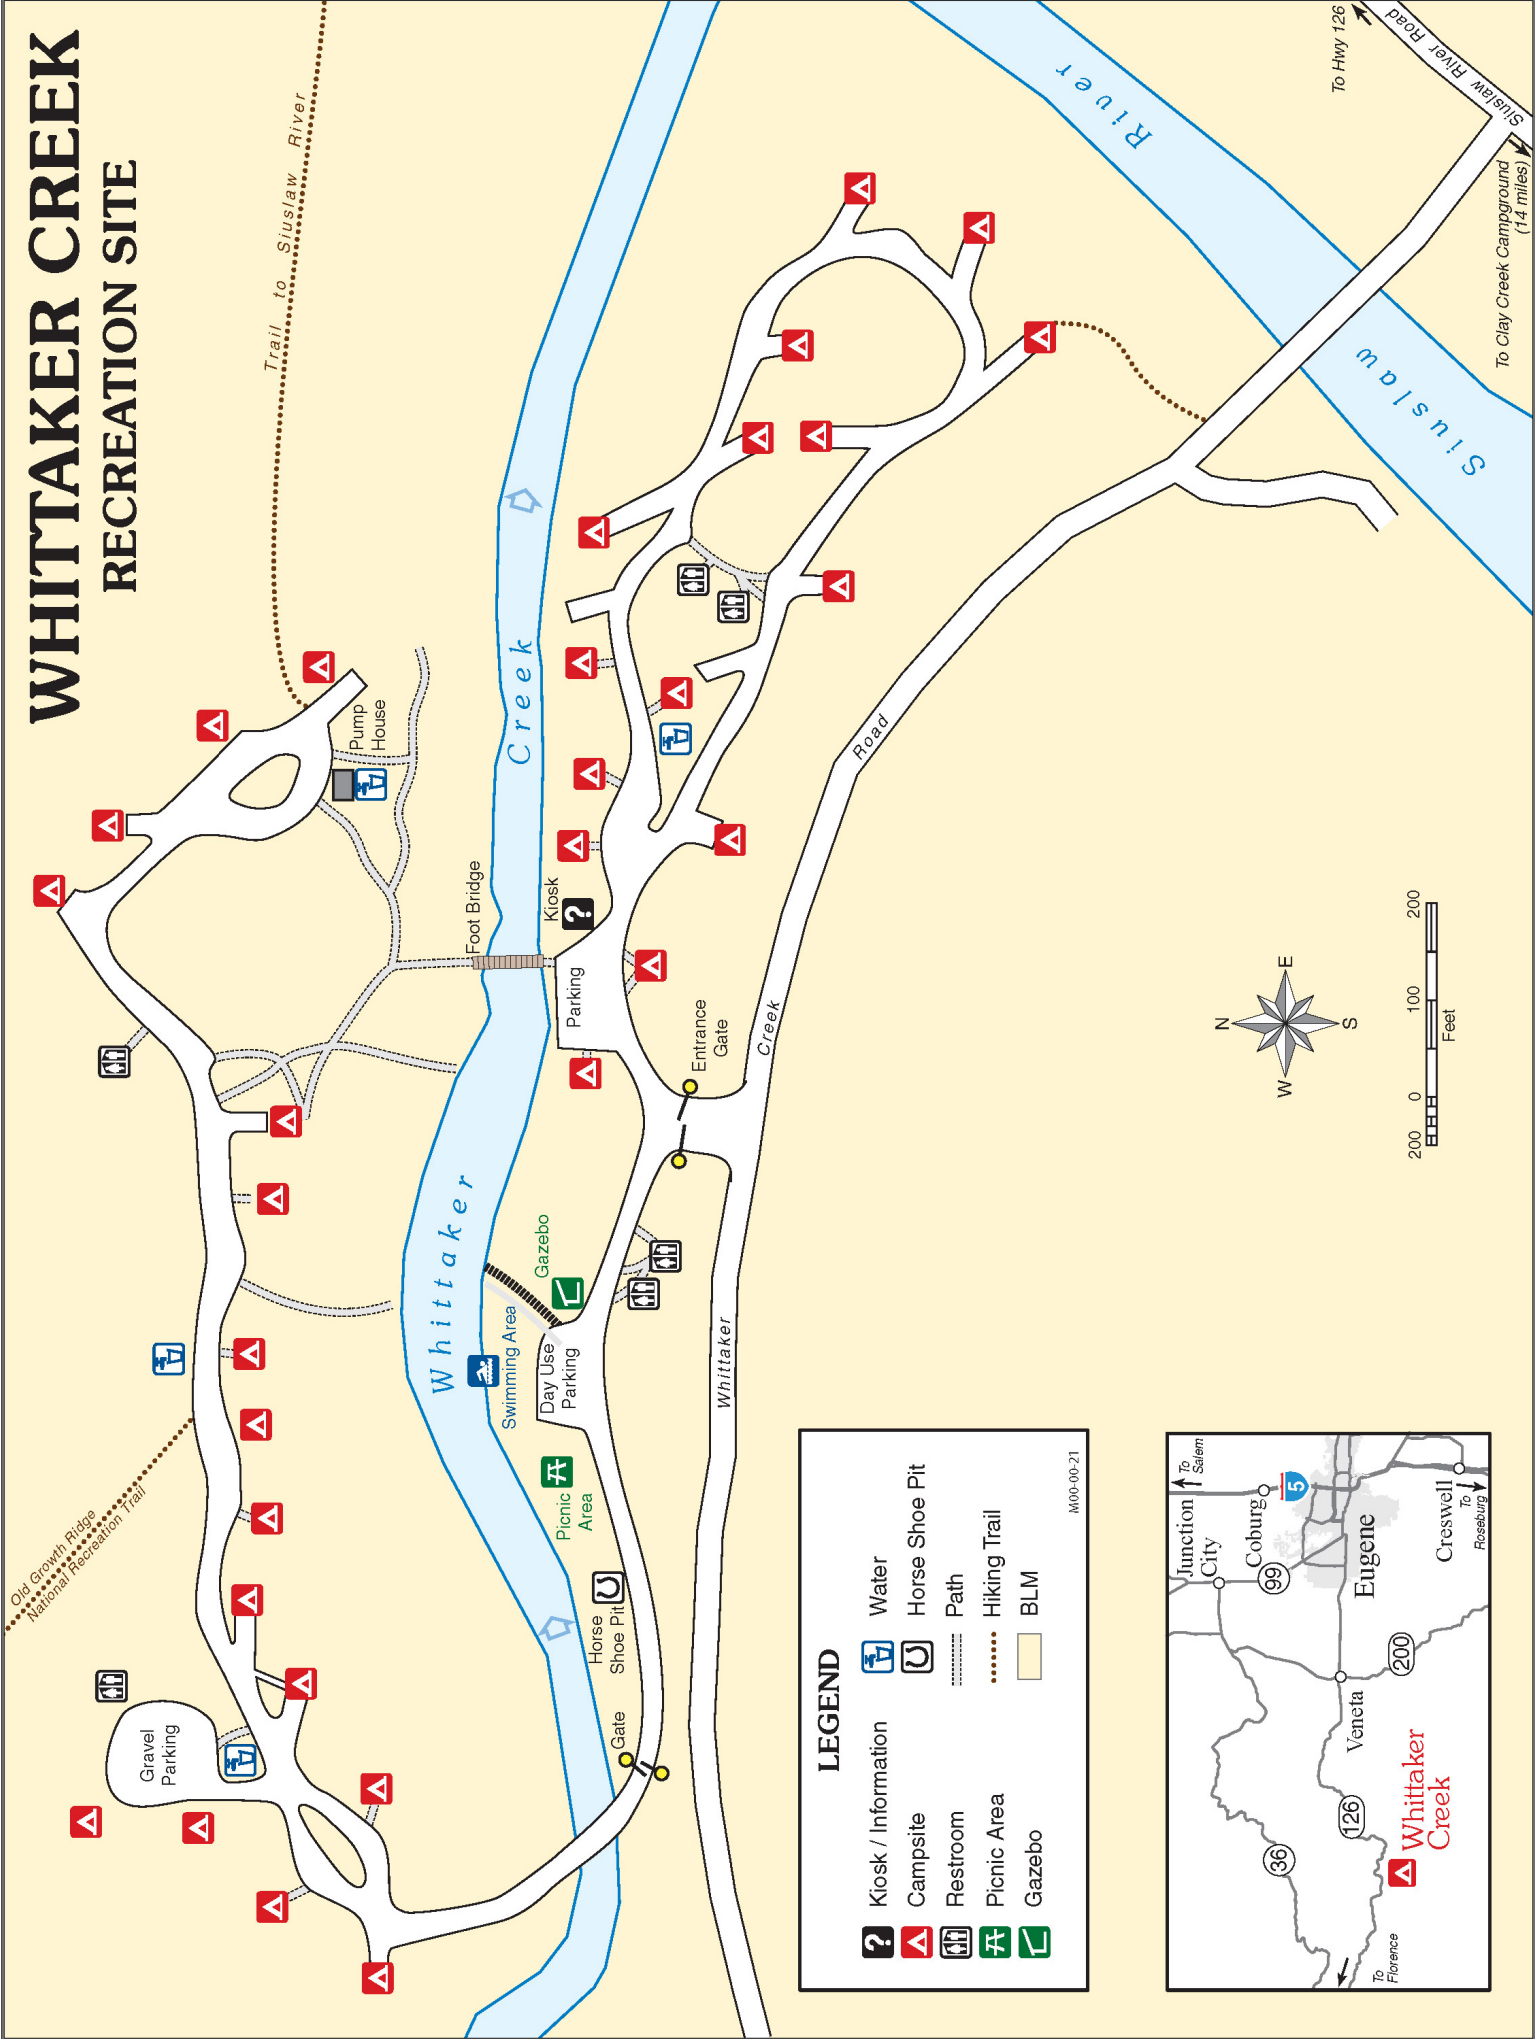 WHITTAKER CREEK
RECREATION SITE
Trail to Siuslaw River
Old Growth Ridge
National Recreation Trail
Gravel
Parking
Pump
House
Foot Bridge
Kiosk
?
Parking
Whittaker Creek
Swimming Area
Gazebo
Day Use
Parking
Picnic
Area
Horse
Shoe Pit
Gate
Entrance
Gate
Whittaker Creek Road
Siuslaw River
Siuslaw River Road
To Hwy 126
To Clay Creek Campground
(14 miles)
N
W
E
S
200 0 100 200
Feet
LEGEND
? Kiosk / Information
Campsite
Restroom
Picnic Area
Gazebo
Water
Horse Shoe Pit
Path
Hiking Trail
BLM
M00-00-21
To
Salem
Junction
City
Coburg
5
99
Eugene
Creswell
To
Roseburg
200
Veneta
126
36
Whittaker
Creek
To
Florence